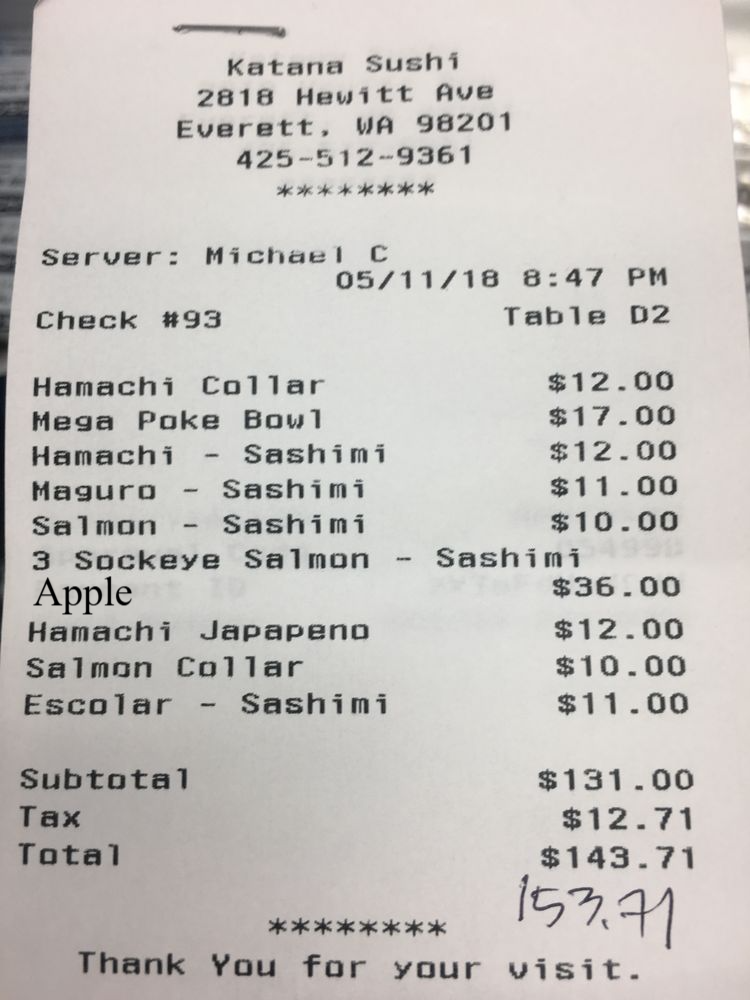 Katana Sushi
2818 Hewitt Ave
Everett, WA 98201
425-512-9361
********
Server: Michael C
05/11/18 8:47 PM
Check #93 Table D2
Hamachi Collar $12.00
Mega Poke Bowl $17.00
Hamachi - Sashimi $12.00
Maguro - Sashimi $11.00
Salmon - Sashimi $10.00
3 Sockeye Salmon - Sashimi
Apple $36.00
Hamachi Japapeno $12.00
Salmon Collar $10.00
Escolar - Sashimi $11.00
Subtotal $131.00
Tax $12.71
Total $143.71
153.71
********
Thank You for your visit.